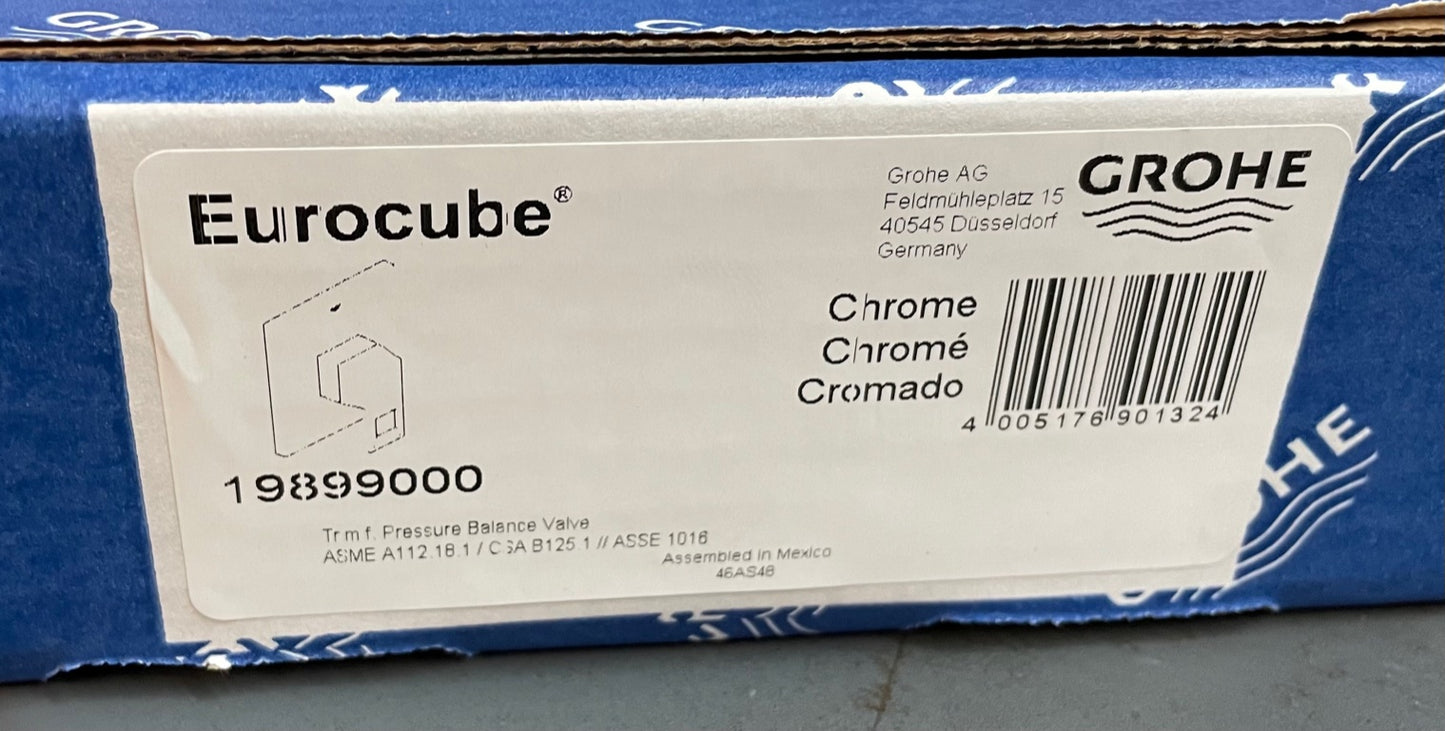 Eurocube®
Grohe AG
Feldmühleplatz 15
40545 Düsseldorf
Germany
GROHE
Chrome
Chromé
Cromado
4 005176 901324
19899000
Trim f. Pressure Balance Valve
ASME A112.18.1 / CSA B125.1 // ASSE 1016
Assembled in Mexico
46AS48
HE